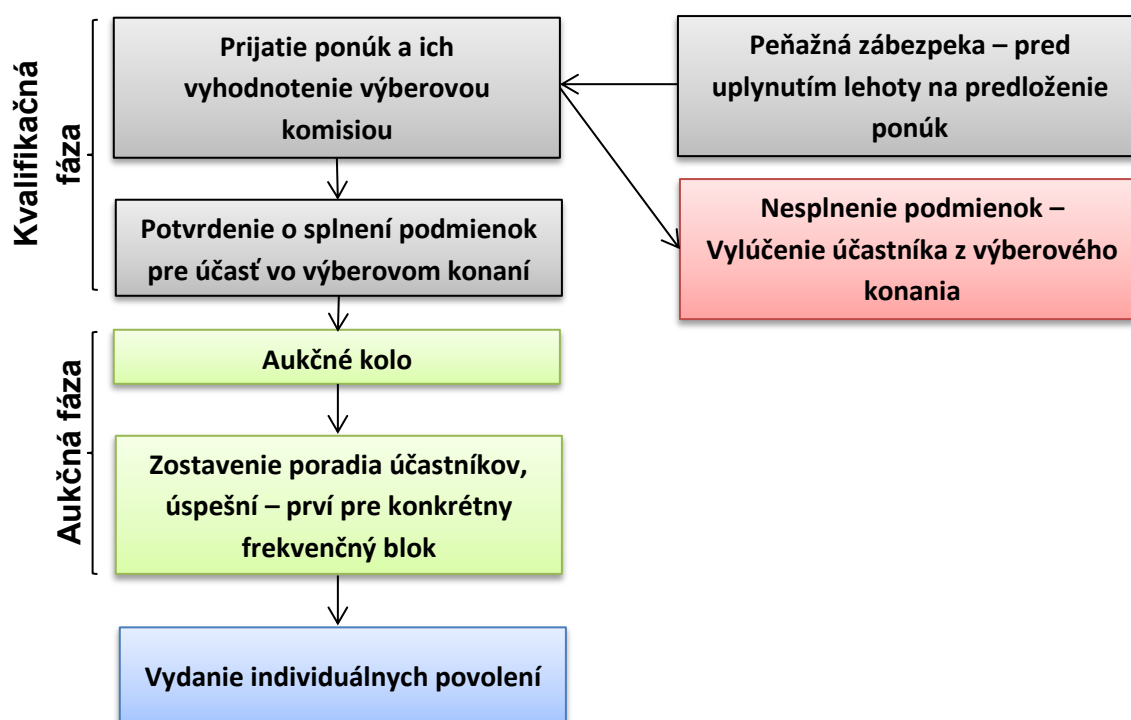 Kvalifikačná
fáza
Prijatie ponúk a ich
vyhodnotenie výberovou
komisiou
Peňažná zábezpeka – pred
uplynutím lehoty na predloženie
ponúk
Potvrdenie o splnení podmienok
pre účasť vo výberovom konaní
Nesplnenie podmienok –
Vylúčenie účastníka z výberového
konania
Aukčná fáza
Aukčné kolo
Zostavenie poradia účastníkov,
úspešní – prví pre konkrétny
frekvenčný blok
Vydanie individuálnych povolení